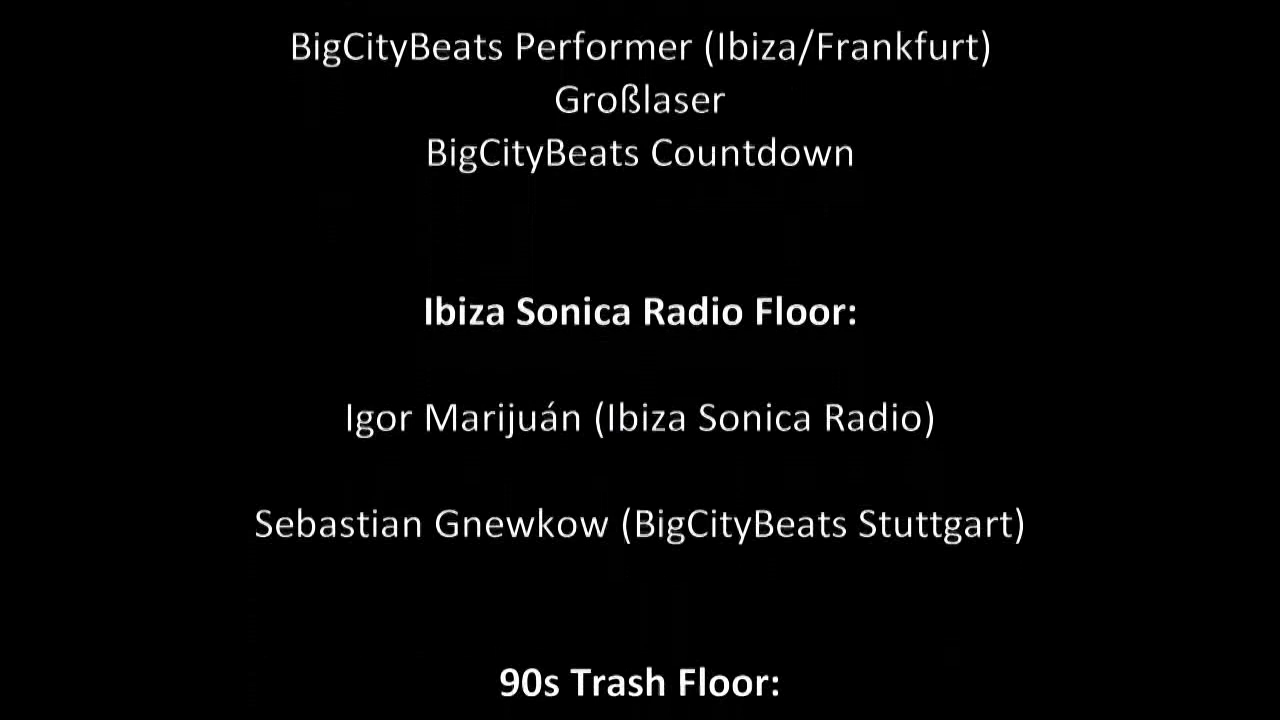 BigCityBeats Performer (Ibiza/Frankfurt)
Großlaser
BigCityBeats Countdown
Ibiza Sonica Radio Floor:
Igor Marijuán (Ibiza Sonica Radio)
Sebastian Gnewkow (BigCityBeats Stuttgart)
90s Trash Floor: